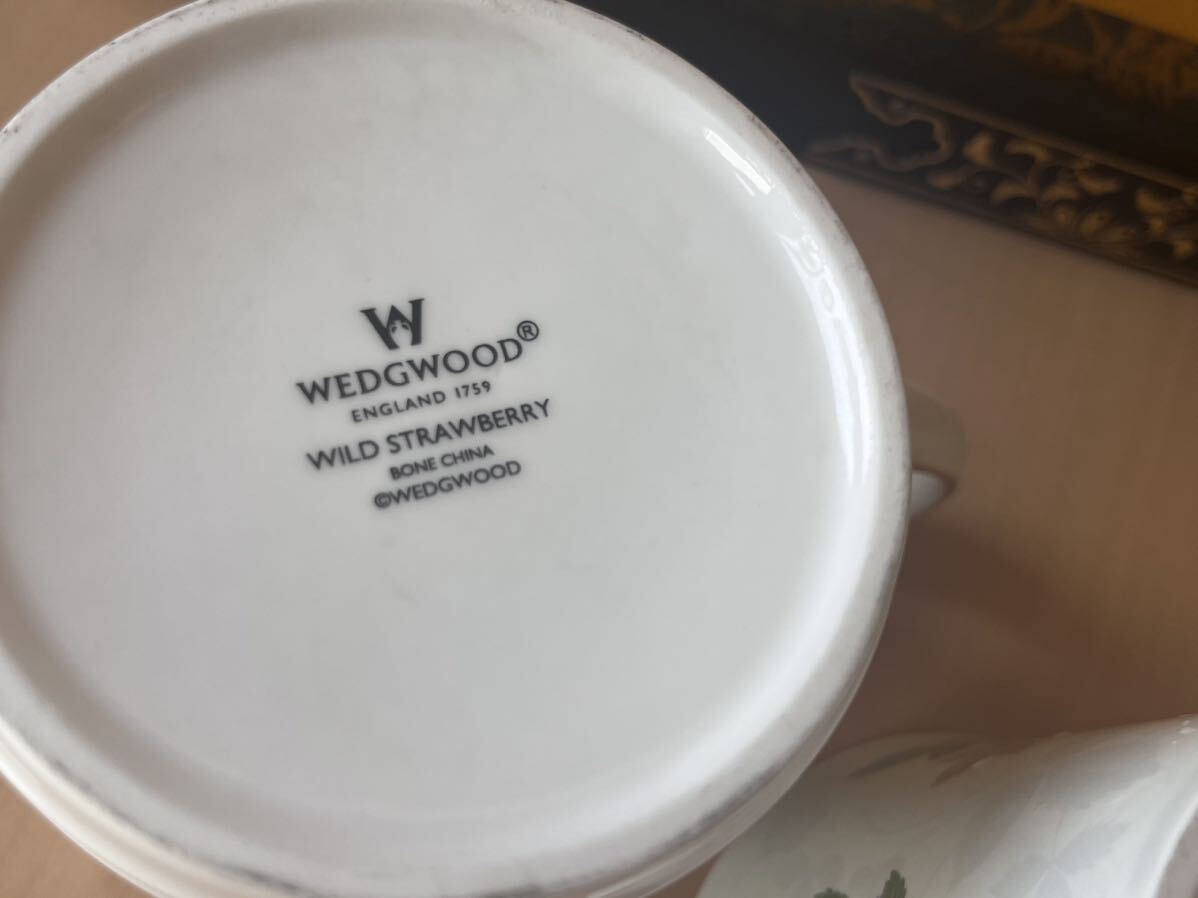 W
WEDGWOOD®
ENGLAND 1759
WILD STRAWBERRY
BONE CHINA
©WEDGWOOD